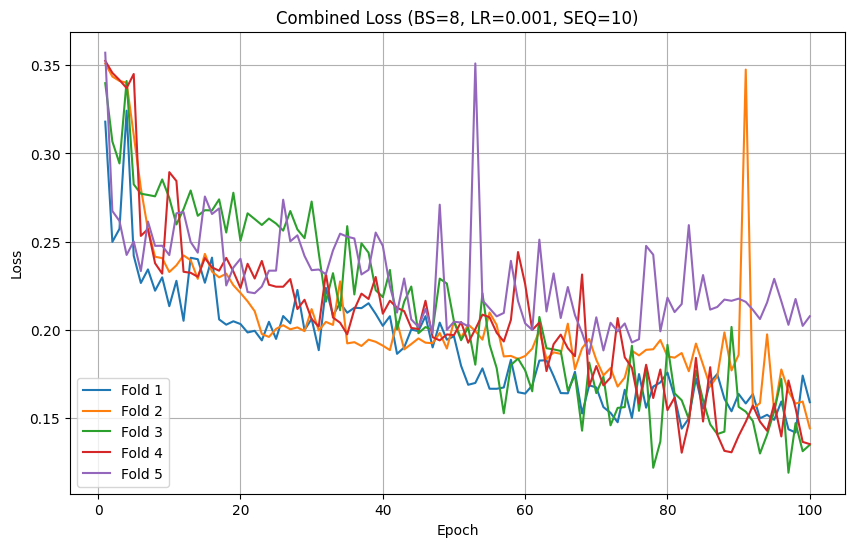 Combined Loss (BS=8, LR=0.001, SEQ=10)
Loss
0.35
0.30
0.25
0.20
0.15
Fold 1
Fold 2
Fold 3
Fold 4
Fold 5
0 20 40 60 80 100
Epoch